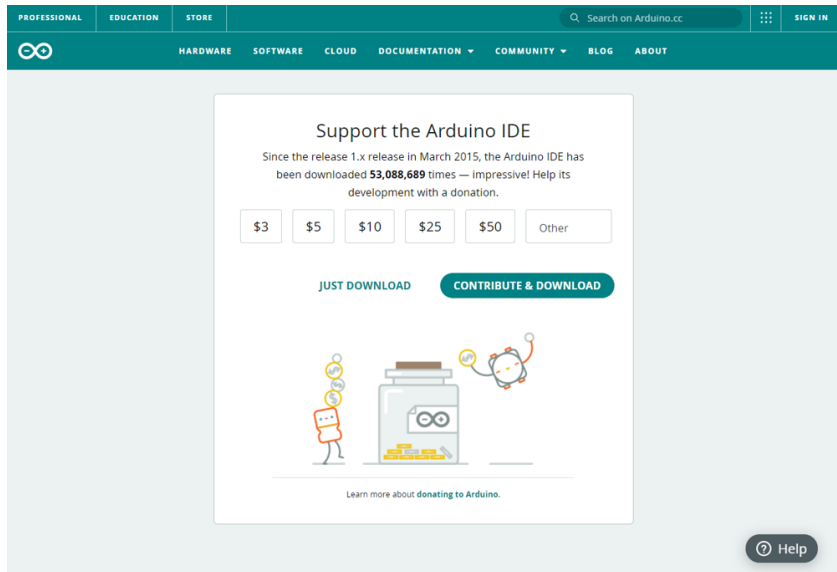 PROFESSIONAL EDUCATION STORE Search on Arduino.cc SIGN IN
HARDWARE SOFTWARE CLOUD DOCUMENTATION COMMUNITY BLOG ABOUT
Support the Arduino IDE
Since the release 1.x release in March 2015, the Arduino IDE has
been downloaded 53,088,689 times — impressive! Help its
development with a donation.
$3 $5 $10 $25 $50 Other
JUST DOWNLOAD CONTRIBUTE & DOWNLOAD
Learn more about donating to Arduino.
Help